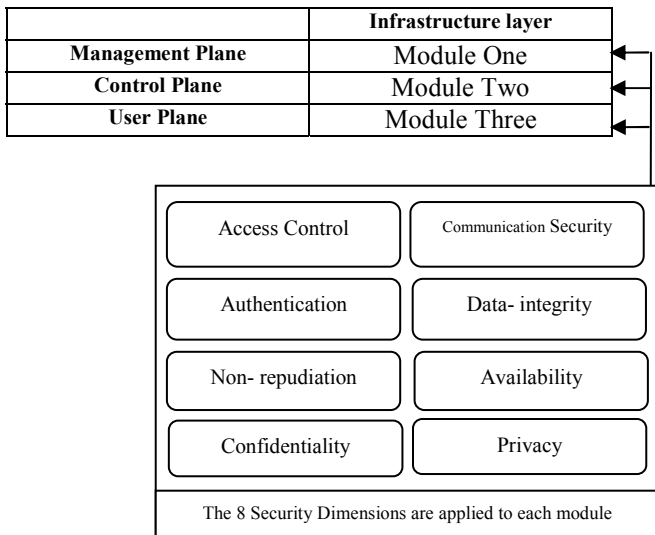 Infrastructure layer
Management Plane Module One
Control Plane Module Two
User Plane Module Three
Access Control Communication Security
Authentication Data- integrity
Non- repudiation Availability
Confidentiality Privacy
The 8 Security Dimensions are applied to each module